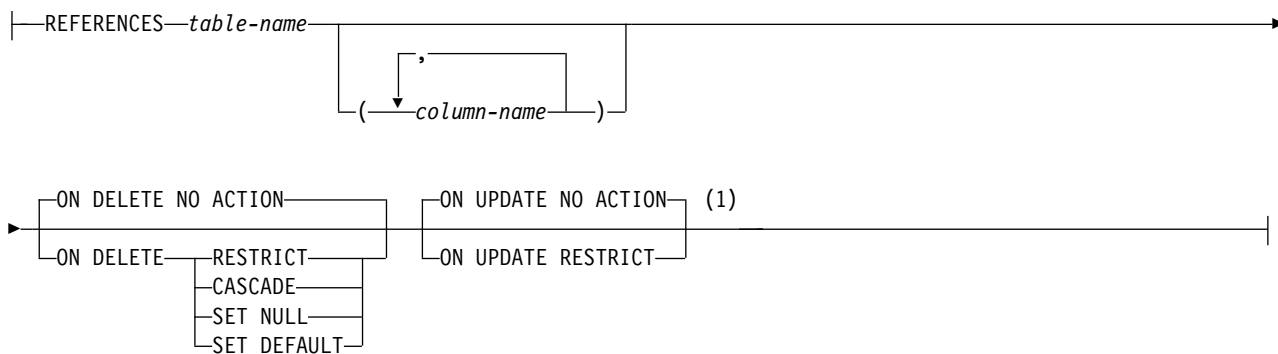 REFERENCES table-name
,
( column-name )
ON DELETE NO ACTION ON UPDATE NO ACTION (1)
ON DELETE RESTRICT ON UPDATE RESTRICT
CASCADE
SET NULL
SET DEFAULT